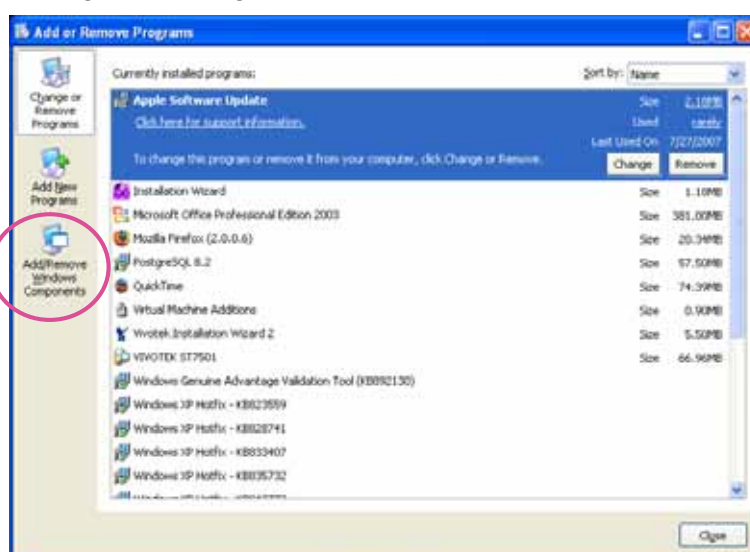 Add or Remove Programs
Currently installed programs:
Sort by: Name
Change or
Remove
Programs
Add New
Programs
Add/Remove
Windows
Components
Apple Software Update
Size 2.18MB
Click here for support information.
Used rarely
Last Used On 7/27/2007
To change this program or remove it from your computer, click Change or Remove.
Change
Remove
Installation Wizard Size 1.18MB
Microsoft Office Professional Edition 2003 Size 381.00MB
Mozilla Firefox (2.0.0.6) Size 20.34MB
PostgreSQL 8.2 Size 57.50MB
QuickTime Size 74.39MB
Virtual Machine Additions Size 0.90MB
Vivotek Installation Wizard 2 Size 5.50MB
VIVOTEK ST7501 Size 66.96MB
Windows Genuine Advantage Validation Tool (KB892130)
Windows XP Hotfix - KB823559
Windows XP Hotfix - KB828741
Windows XP Hotfix - KB833407
Windows XP Hotfix - KB835732
Close